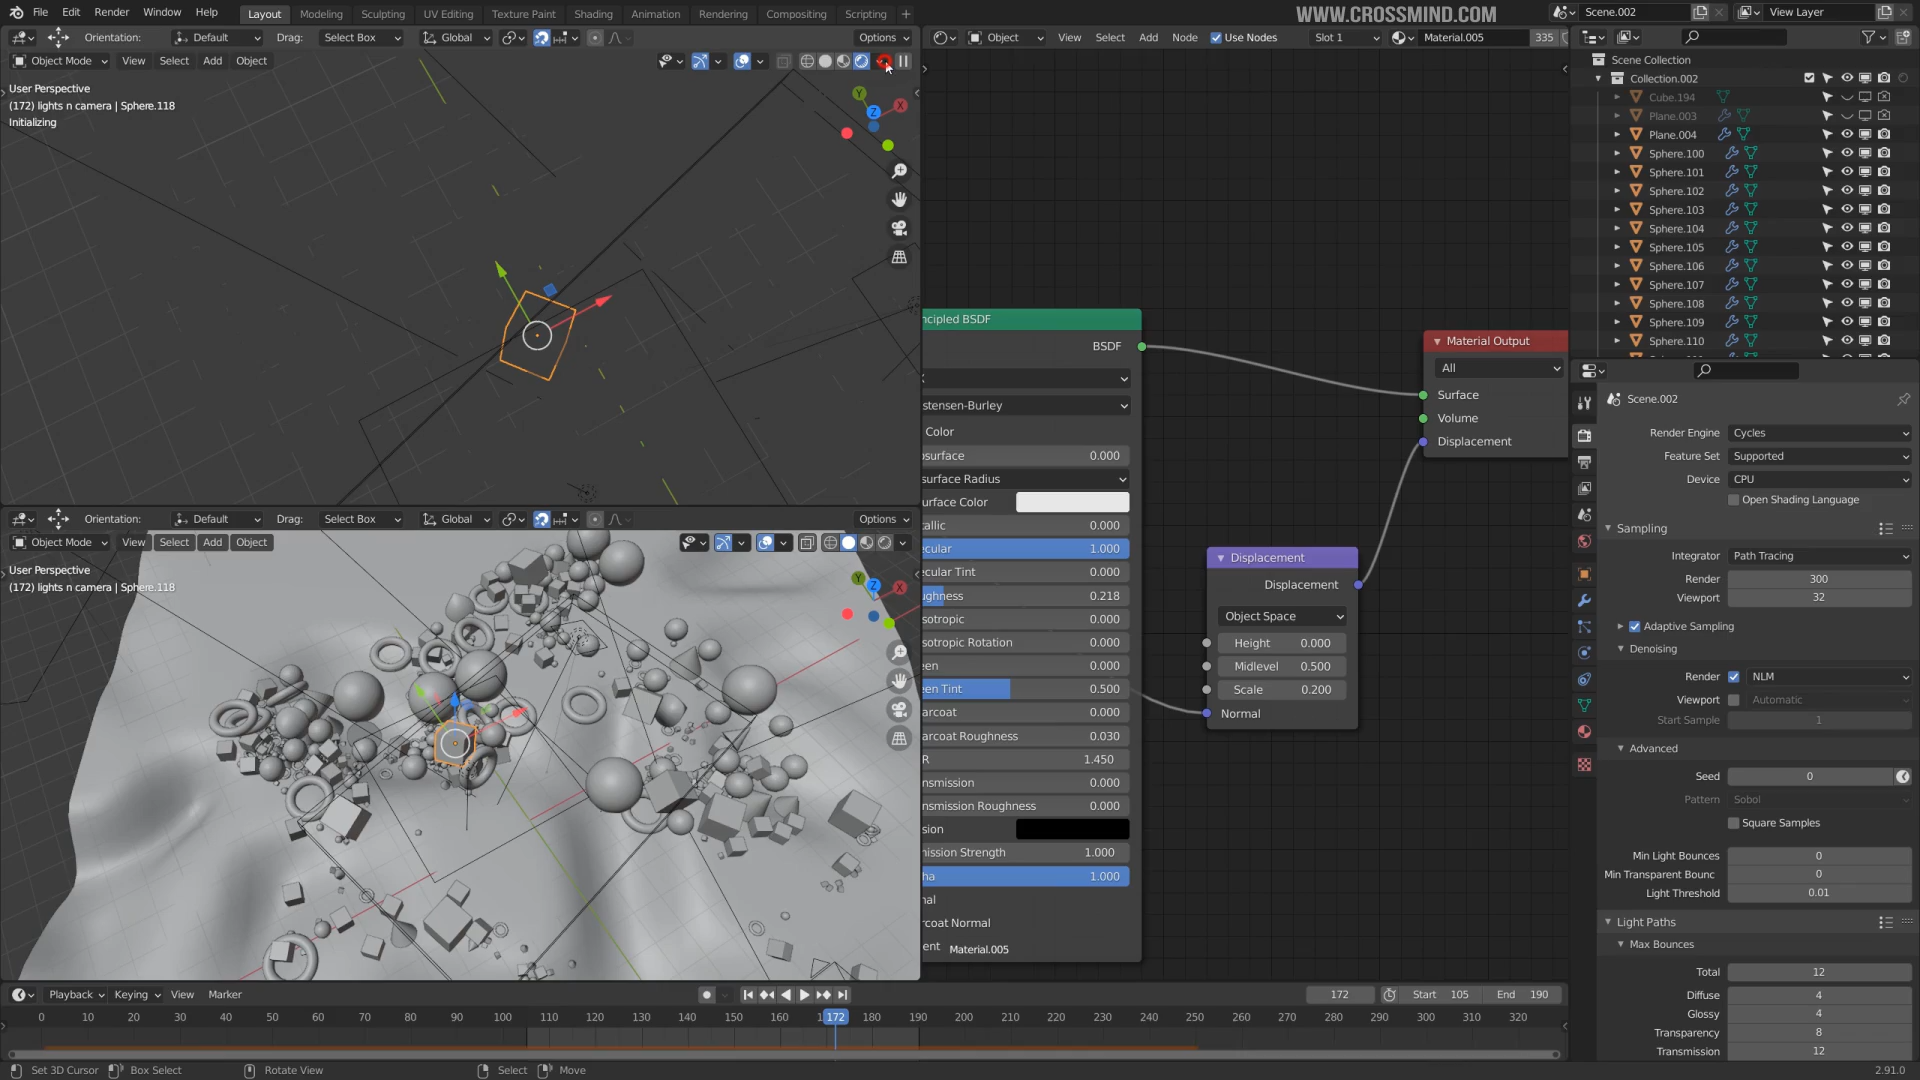 File Edit Render Window Help Layout Modeling Sculpting UV Editing Texture Paint Shading Animation Rendering Compositing Scripting +
WWW.CROSSMIND.COM
Scene.002 View Layer
Orientation: Default Drag: Select Box Global Options
Object View Select Add Node Use Nodes Slot 1 Material.005 335
Object Mode View Select Add Object
User Perspective
(172) lights n camera | Sphere.118
Initializing
Y Z X
Scene Collection
Collection.002
Cube.194
Plane.003
Plane.004
Sphere.100
Sphere.101
Sphere.102
Sphere.103
Sphere.104
Sphere.105
Sphere.106
Sphere.107
Sphere.108
Sphere.109
Sphere.110
ncipled BSDF
BSDF
stensen-Burley
Color
osurface 0.000
surface Radius
urface Color
allic 0.000
ecular 1.000
ecular Tint 0.000
ughness 0.218
sotropic 0.000
sotropic Rotation 0.000
een 0.000
een Tint 0.500
arcoat 0.000
arcoat Roughness 0.030
R 1.450
nsmission 0.000
nsmission Roughness 0.000
sion
nission Strength 1.000
ha 1.000
nal
rcoat Normal
ent
Material.005
Material Output
All
Surface
Volume
Displacement
Displacement
Displacement
Object Space
Height 0.000
Midlevel 0.500
Scale 0.200
Normal
Orientation: Default Drag: Select Box Global Options
Object Mode View Select Add Object
User Perspective
(172) lights n camera | Sphere.118
Y Z X
Scene.002
Render Engine Cycles
Feature Set Supported
Device CPU
Open Shading Language
Sampling
Integrator Path Tracing
Render 300
Viewport 32
Adaptive Sampling
Denoising
Render NLM
Viewport Automatic
Start Sample 1
Advanced
Seed 0
Pattern Sobol
Square Samples
Min Light Bounces 0
Min Transparent Bounc 0
Light Threshold 0.01
Light Paths
Max Bounces
Total 12
Diffuse 4
Glossy 4
Transparency 8
Transmission 12
Playback Keying View Marker 172 Start 105 End 190
0 10 20 30 40 50 60 70 80 90 100 110 120 130 140 150 160 172 180 190 200 210 220 230 240 250 260 270 280 290 300 310 320
Set 3D Cursor Box Select Rotate View Select Move 2.91.0